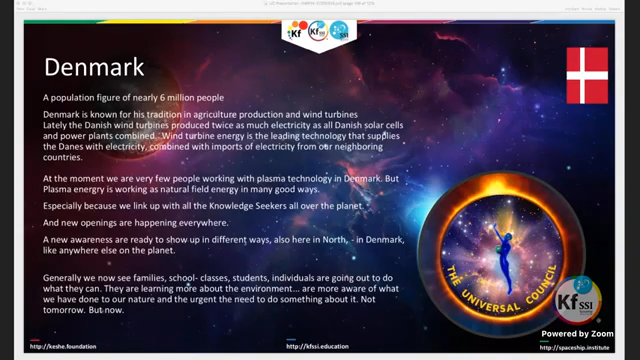 Denmark
A population figure of nearly 6 million people
Denmark is known for his tradition in agriculture production and wind turbines
Lately the Danish wind turbines produced twice as much electricity as all Danish solar cells
and power plants combined. Wind turbine energy is the leading technology that supplies
the Danes with electricity, combined with imports of electricity from our neighboring
countries.
At the moment we are very few people working with plasma technology in Denmark. But
Plasma energry is working as natural field energy in many good ways.
Especially because we link up with all the Knowledge Seekers all over the planet.
And new openings are happening everywhere.
A new awareness are ready to show up in different ways, also here in North, - in Denmark,
like anywhere else on the planet.
Generally we now see families, school- classes, students, individuals are going out to do
what they can. They are learning more about the environment... are more aware of what
we have done to our nature and the urgent the need to do something about it. Not
tomorrow. But now.
THE UNIVERSAL COUNCIL
Kf SSI
Powered by Zoom
http://keshe.foundation
http://kfssi.education
http://spaceship.institute